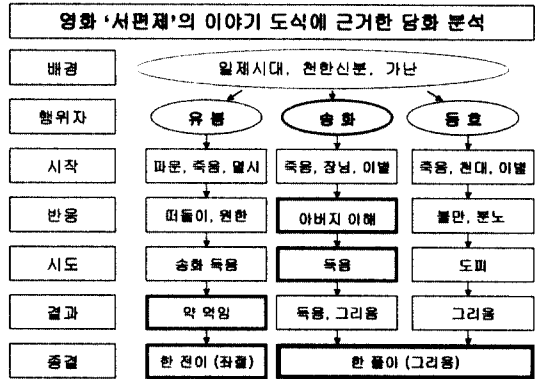 영화 '서편제'의 이야기 도식에 근거한 담화 분석
배경 일제시대, 천한신분, 가난
행위자 유봉 송화 동호
시작 파문, 죽음, 멸시 죽음, 장님, 이별 죽음, 천대, 이별
반응 떠돌이, 원한 아버지 이해 불만, 분노
시도 송화 득음 득음 도피
결과 약 먹임 득음, 그리움 그리움
종결 한 전이 (좌절) 한 풀이 (그리움)